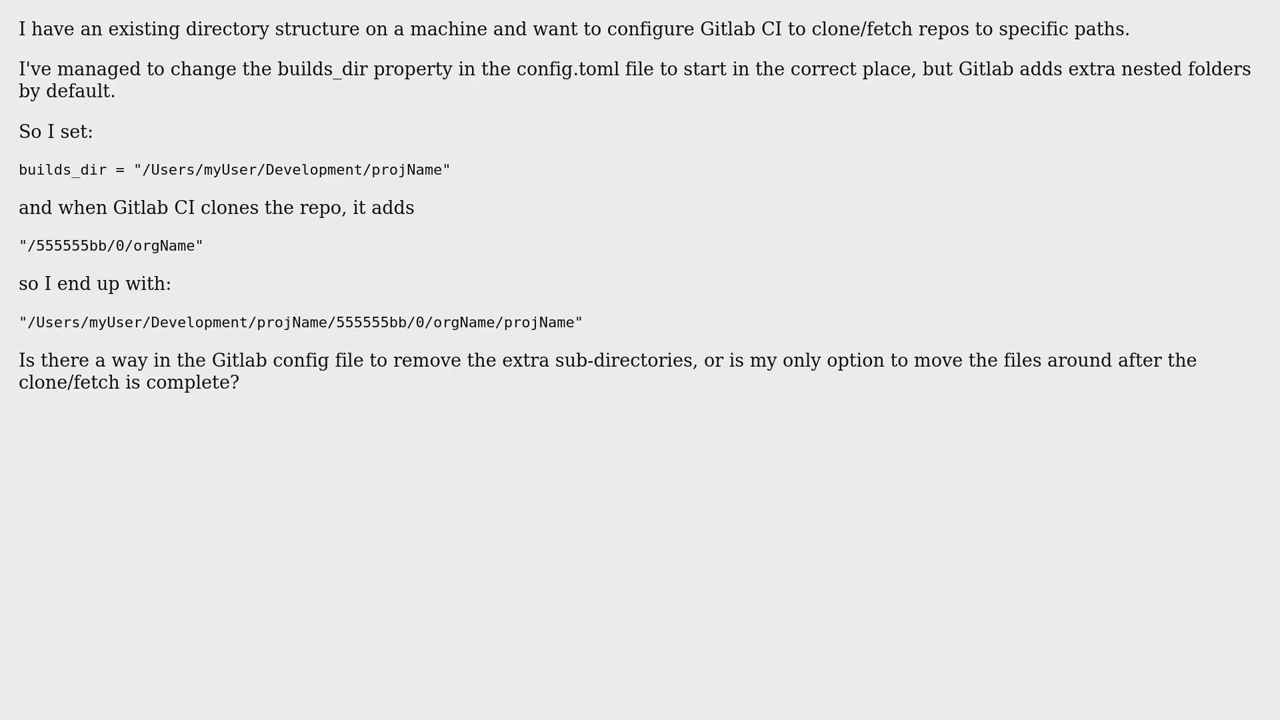 I have an existing directory structure on a machine and want to configure Gitlab CI to clone/fetch repos to specific paths.
I've managed to change the builds_dir property in the config.toml file to start in the correct place, but Gitlab adds extra nested folders
by default.
So I set:
builds_dir = "/Users/myUser/Development/projName"
and when Gitlab CI clones the repo, it adds
"/555555bb/0/orgName"
so I end up with:
"/Users/myUser/Development/projName/555555bb/0/orgName/projName"
Is there a way in the Gitlab config file to remove the extra sub-directories, or is my only option to move the files around after the
clone/fetch is complete?